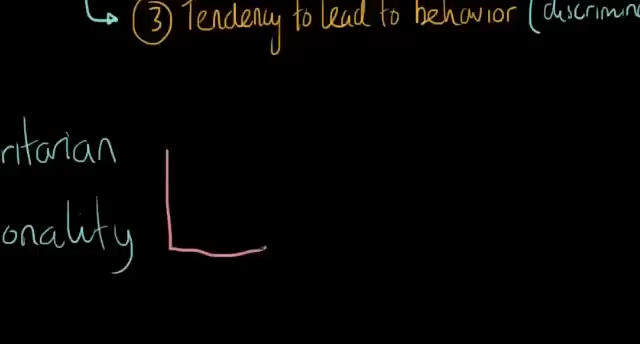 ③ Tendency to lead to behavior (discrimin
ritarian
onality